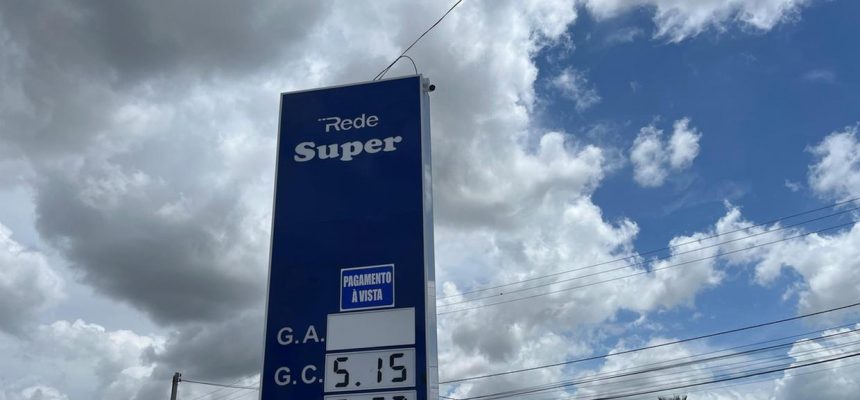 Rede
Super
PAGAMENTO
À VISTA
G.A.
G.C. 5.15